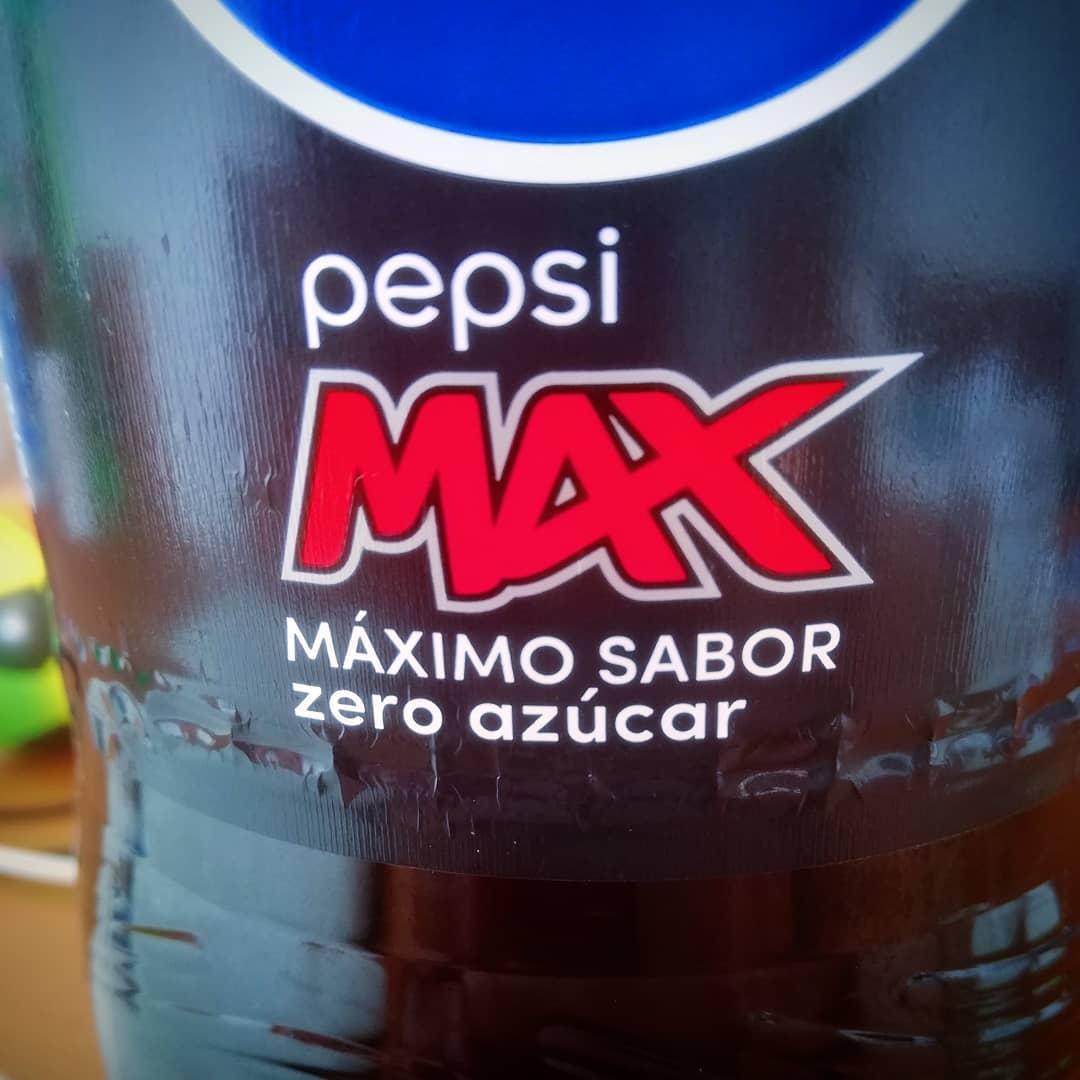 pepsi
MAX
MÁXIMO SABOR
zero azúcar